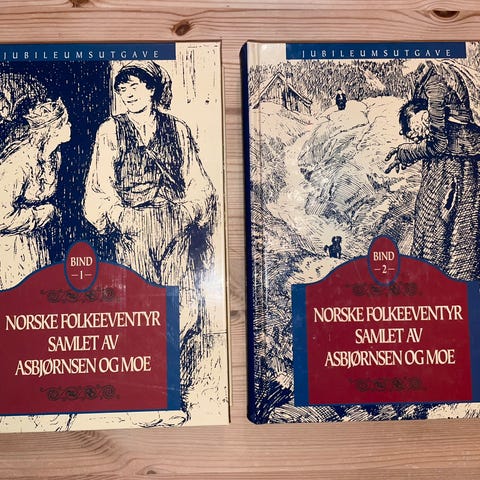 JUBILEUMSUTGAVE
BIND
—1—
NORSKE FOLKEEVENTYR
SAMLET AV
ASBJØRNSEN OG MOE
JUBILEUMSUTGAVE
BIND
—2—
NORSKE FOLKEEVENTYR
SAMLET AV
ASBJØRNSEN OG MOE